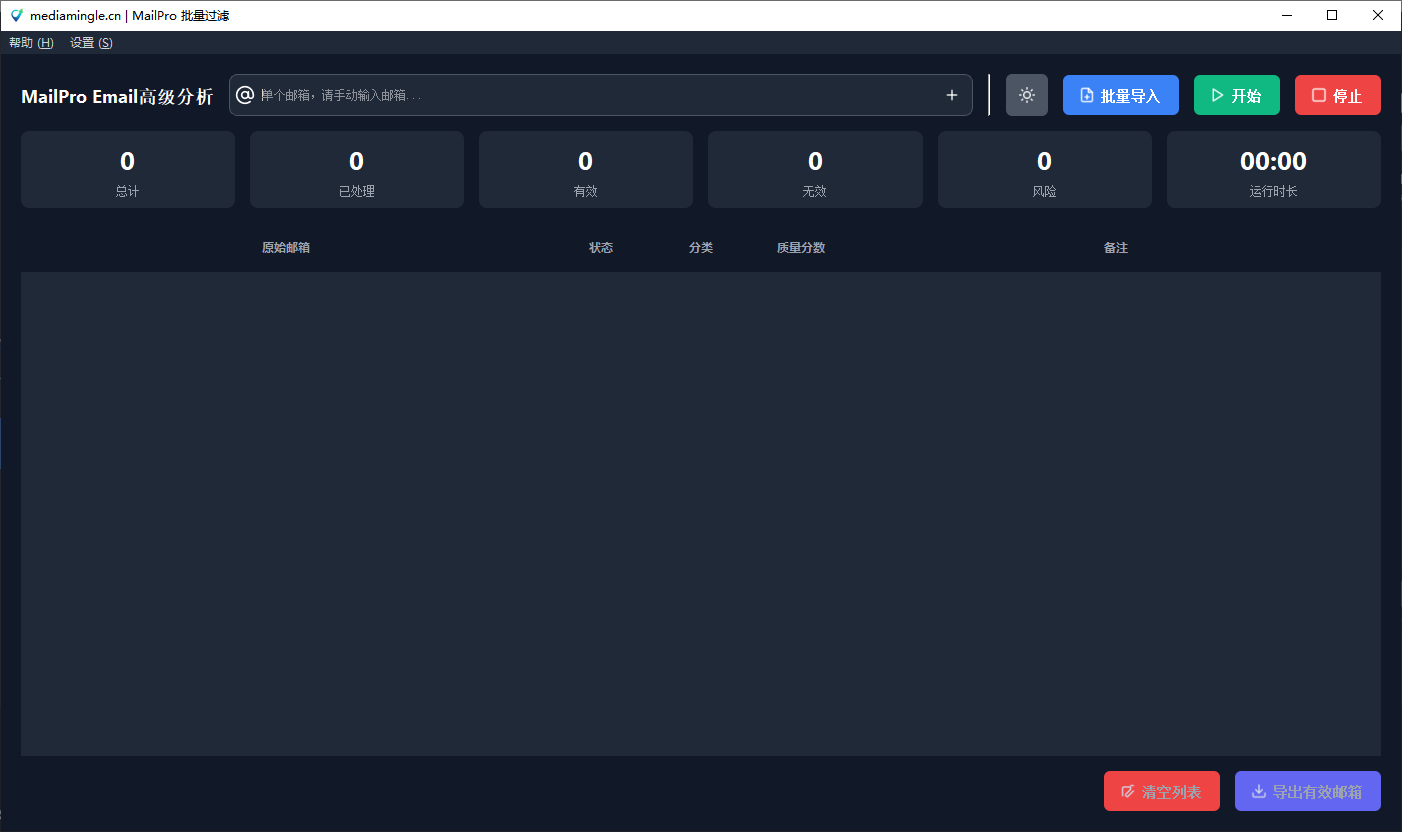 mediamingle.cn | MailPro 批量过滤
帮助 (H) 设置 (S)
MailPro Email高级分析 单个邮箱，请手动输入邮箱... 批量导入 开始 停止
0 0 0 0 0 00:00
总计 已处理 有效 无效 风险 运行时长
原始邮箱 状态 分类 质量分数 备注
清空列表 导出有效邮箱